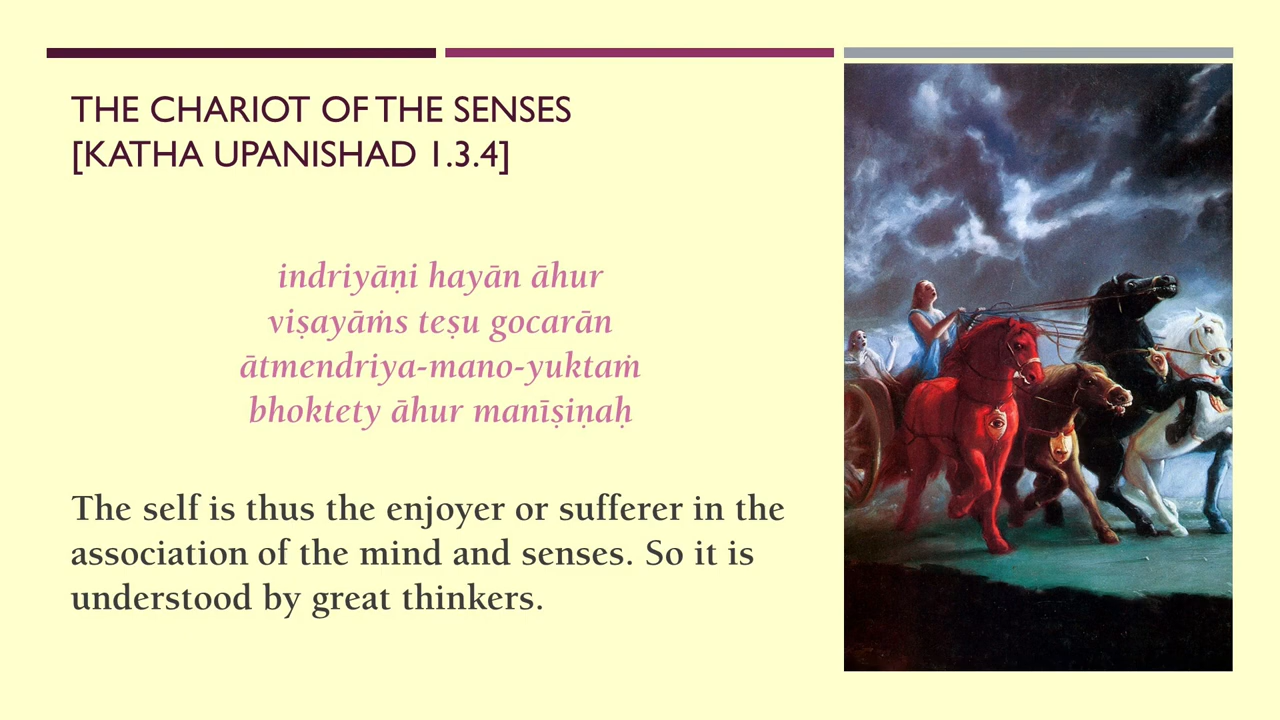 THE CHARIOT OF THE SENSES
[KATHA UPANISHAD 1.3.4]
indriyāṇi hayān āhur
viṣayāṁs teṣu gocarān
ātmendriya-mano-yuktaṁ
bhoktety āhur manīṣiṇaḥ
The self is thus the enjoyer or sufferer in the
association of the mind and senses. So it is
understood by great thinkers.